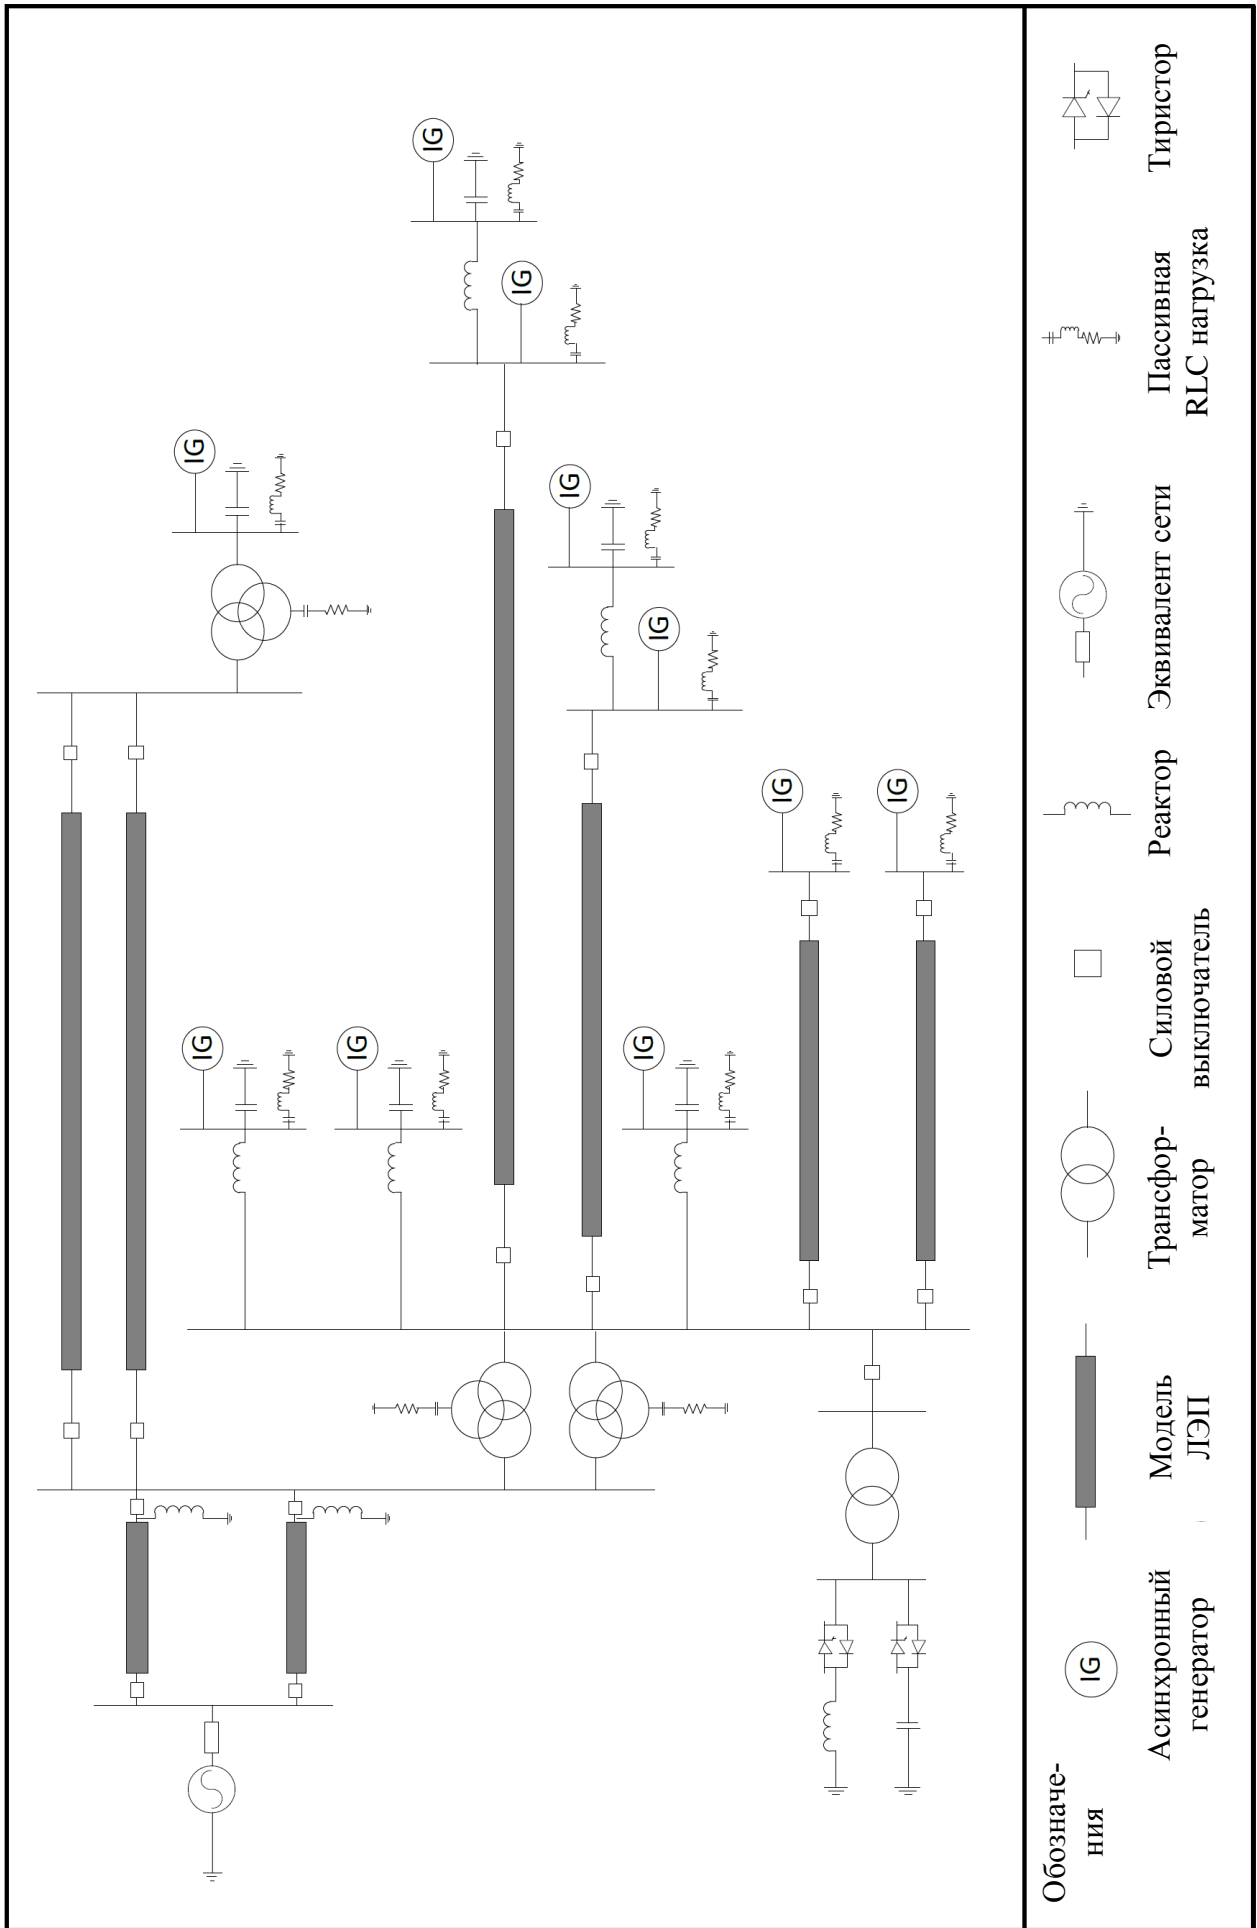 IG
IG
IG
IG
IG
IG
IG
IG
IG
IG
Обозначе-
ния
IG
Асинхронный
генератор
Модель
ЛЭП
Трансфор-
матор
Силовой
выключатель
Реактор
Эквивалент сети
Пассивная
RLC нагрузка
Тиристор